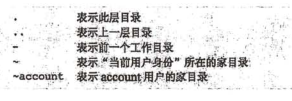 . 表示此层目录
.. 表示上一层目录
- 表示前一个工作目录
~ 表示“当前用户身份”所在的家目录
~account 表示 account 用户的家目录